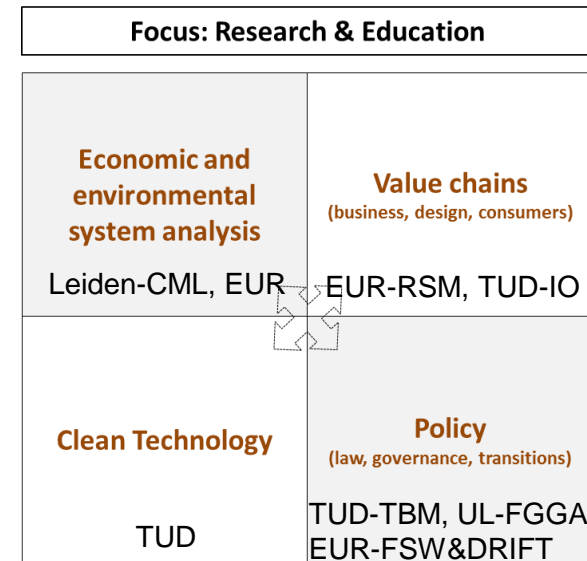 Focus: Research & Education
Economic and
environmental
system analysis
Leiden-CML, EUR
Value chains
(business, design, consumers)
EUR-RSM, TUD-IO
Clean Technology
TUD
Policy
(law, governance, transitions)
TUD-TBM, UL-FGGA
EUR-FSW&DRIFT